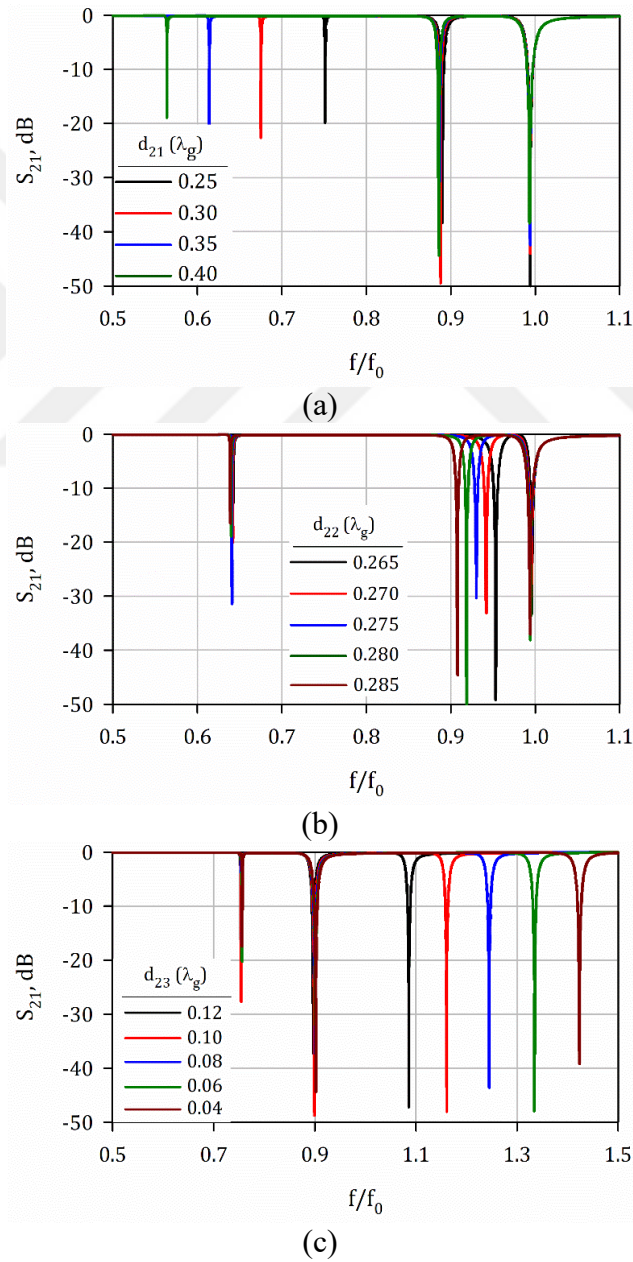 0
-10
-20
-30
-40
-50
S21, dB
d21 (λg)
0.25
0.30
0.35
0.40
0.5 0.6 0.7 0.8 0.9 1.0 1.1
f/f0
(a)
0
-10
-20
-30
-40
-50
S21, dB
d22 (λg)
0.265
0.270
0.275
0.280
0.285
0.5 0.6 0.7 0.8 0.9 1.0 1.1
f/f0
(b)
0
-10
-20
-30
-40
-50
S21, dB
d23 (λg)
0.12
0.10
0.08
0.06
0.04
0.5 0.7 0.9 1.1 1.3 1.5
f/f0
(c)